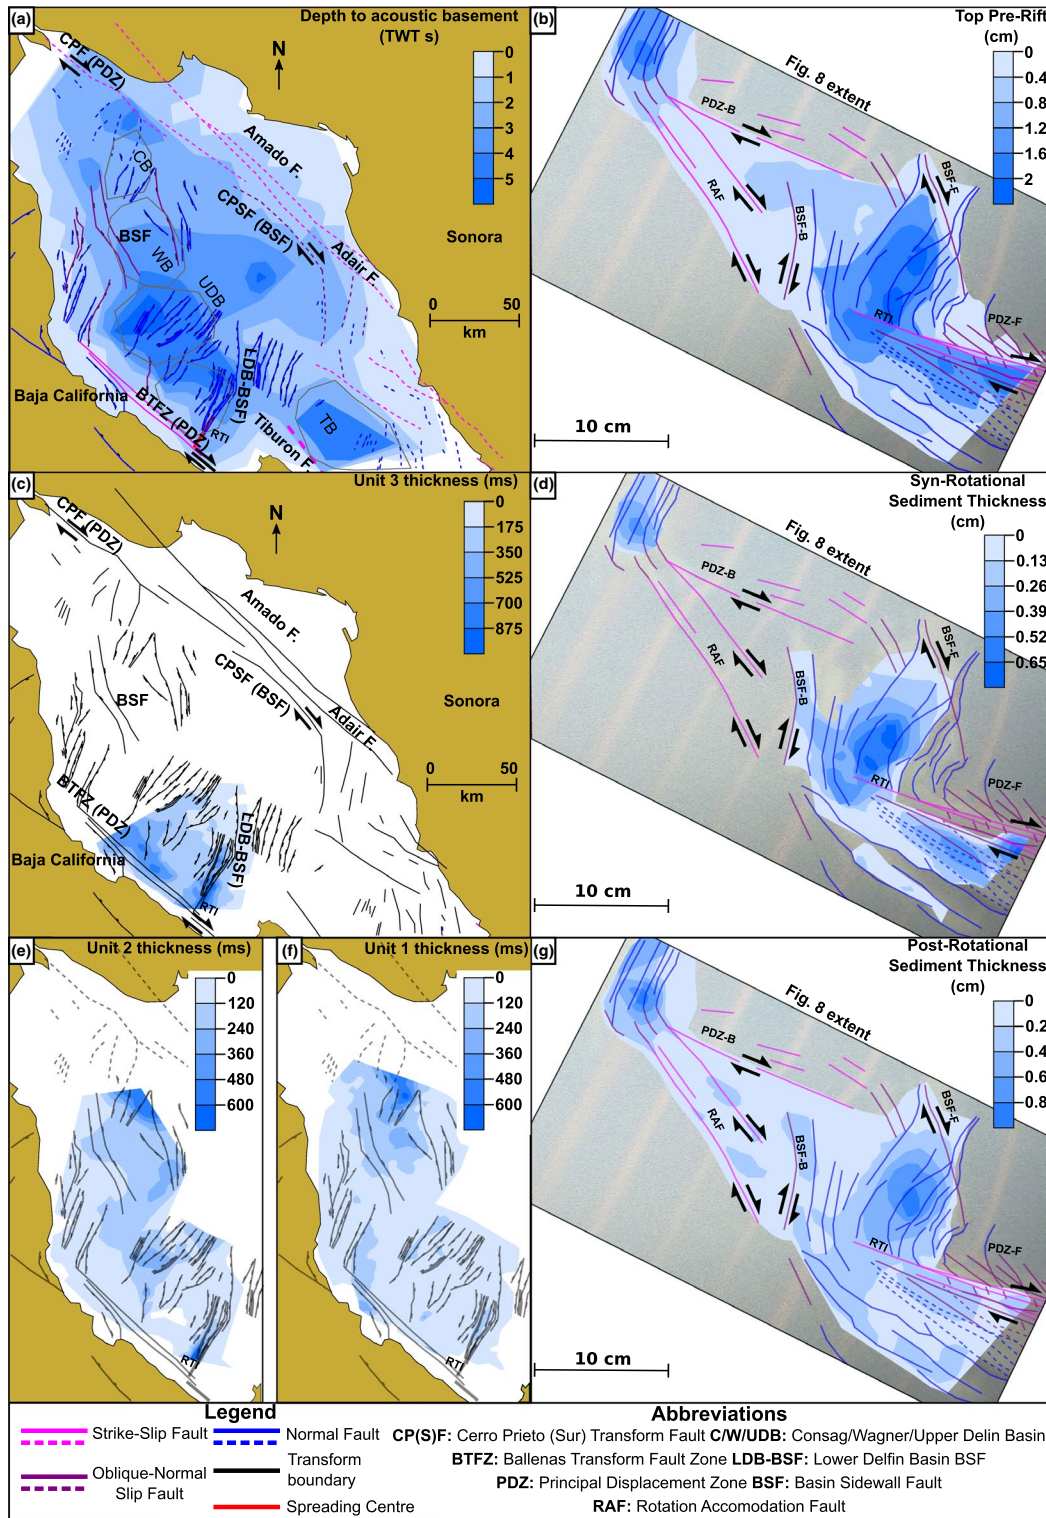 (a)
Depth to acoustic basement
(TWT s)
0
1
2
3
4
5
N
CPF (PDZ)
Amado F.
CB
CPSF (BSF)
BSF
WB
Adair F.
Sonora
UDB
0 50
km
LDB-BSF)
Baja California
BTFZ (PDZ)
RTI
Tiburon F.
TB
(b)
Top Pre-Rift
(cm)
0
0.4
0.8
1.2
1.6
2
Fig. 8 extent
PDZ-B
BSF-F
RAF
BSF-B
RTI
PDZ-F
10 cm
(c)
Unit 3 thickness (ms)
0
175
350
525
700
875
N
CPF (PDZ)
Amado F.
CPSF (BSF)
BSF
Adair F.
Sonora
0 50
km
BTFZ (PDZ)
LDB-BSF)
Baja California
RTI
(d)
Syn-Rotational
Sediment Thickness
(cm)
0
0.13
0.26
0.39
0.52
0.65
Fig. 8 extent
PDZ-B
BSF-F
RAF
BSF-B
RTI
PDZ-F
10 cm
(e)
Unit 2 thickness (ms)
0
120
240
360
480
600
RTI
(f)
Unit 1 thickness (ms)
0
120
240
360
480
600
RTI
(g)
Post-Rotational
Sediment Thickness
(cm)
0
0.2
0.4
0.6
0.8
Fig. 8 extent
PDZ-B
BSF-F
RAF
BSF-B
RTI
PDZ-F
10 cm
Legend
Strike-Slip Fault
Normal Fault
Oblique-Normal
Slip Fault
Transform
boundary
Spreading Centre
Abbreviations
CP(S)F: Cerro Prieto (Sur) Transform Fault C/W/UDB: Consag/Wagner/Upper Delin Basin
BTFZ: Ballenas Transform Fault Zone LDB-BSF: Lower Delfin Basin BSF
PDZ: Principal Displacement Zone BSF: Basin Sidewall Fault
RAF: Rotation Accomodation Fault